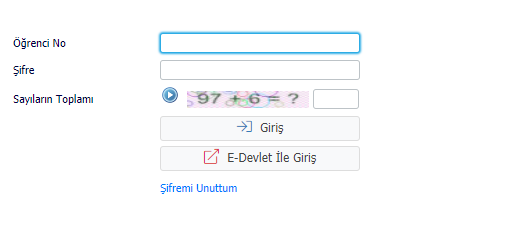 Öğrenci No
Şifre
Sayıların Toplamı 97 + 6 = ?
Giriş
E-Devlet İle Giriş
Şifremi Unuttum